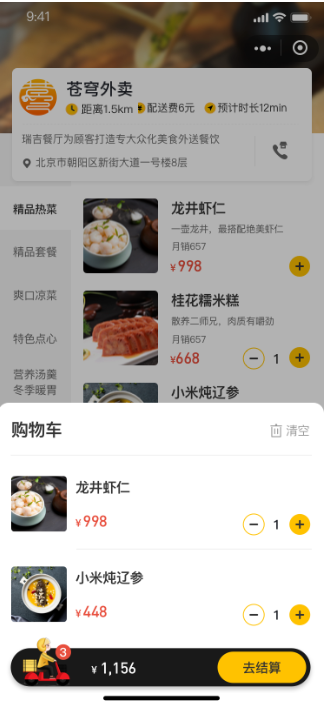 9:41
苍穹外卖
距离1.5km 配送费6元 预计时长12min
瑞吉餐厅为顾客打造专大众化美食外送餐饮
北京市朝阳区新街大道一号楼8层
精品热菜
精品套餐
爽口凉菜
特色点心
营养汤羹
冬季暖胃
龙井虾仁
一壶龙井，最搭配绝美虾仁
月销657
¥998
桂花糯米糕
散养二师兄，肉质有嚼劲
月销657
¥668
1
小米炖辽参
购物车
清空
龙井虾仁
¥998
1
小米炖辽参
¥448
1
3
¥ 1,156
去结算